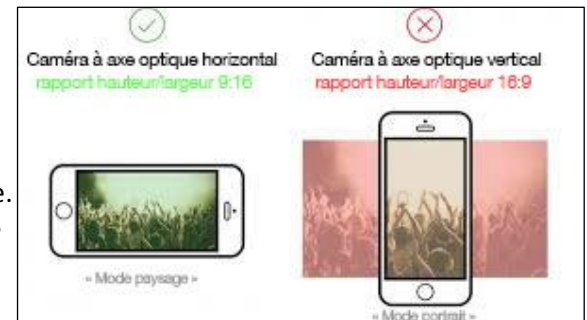 Caméra à axe optique horizontal
rapport hauteur/largeur 9:16
« Mode paysage »
Caméra à axe optique vertical
rapport hauteur/largeur 16:9
« Mode portrait »
e.